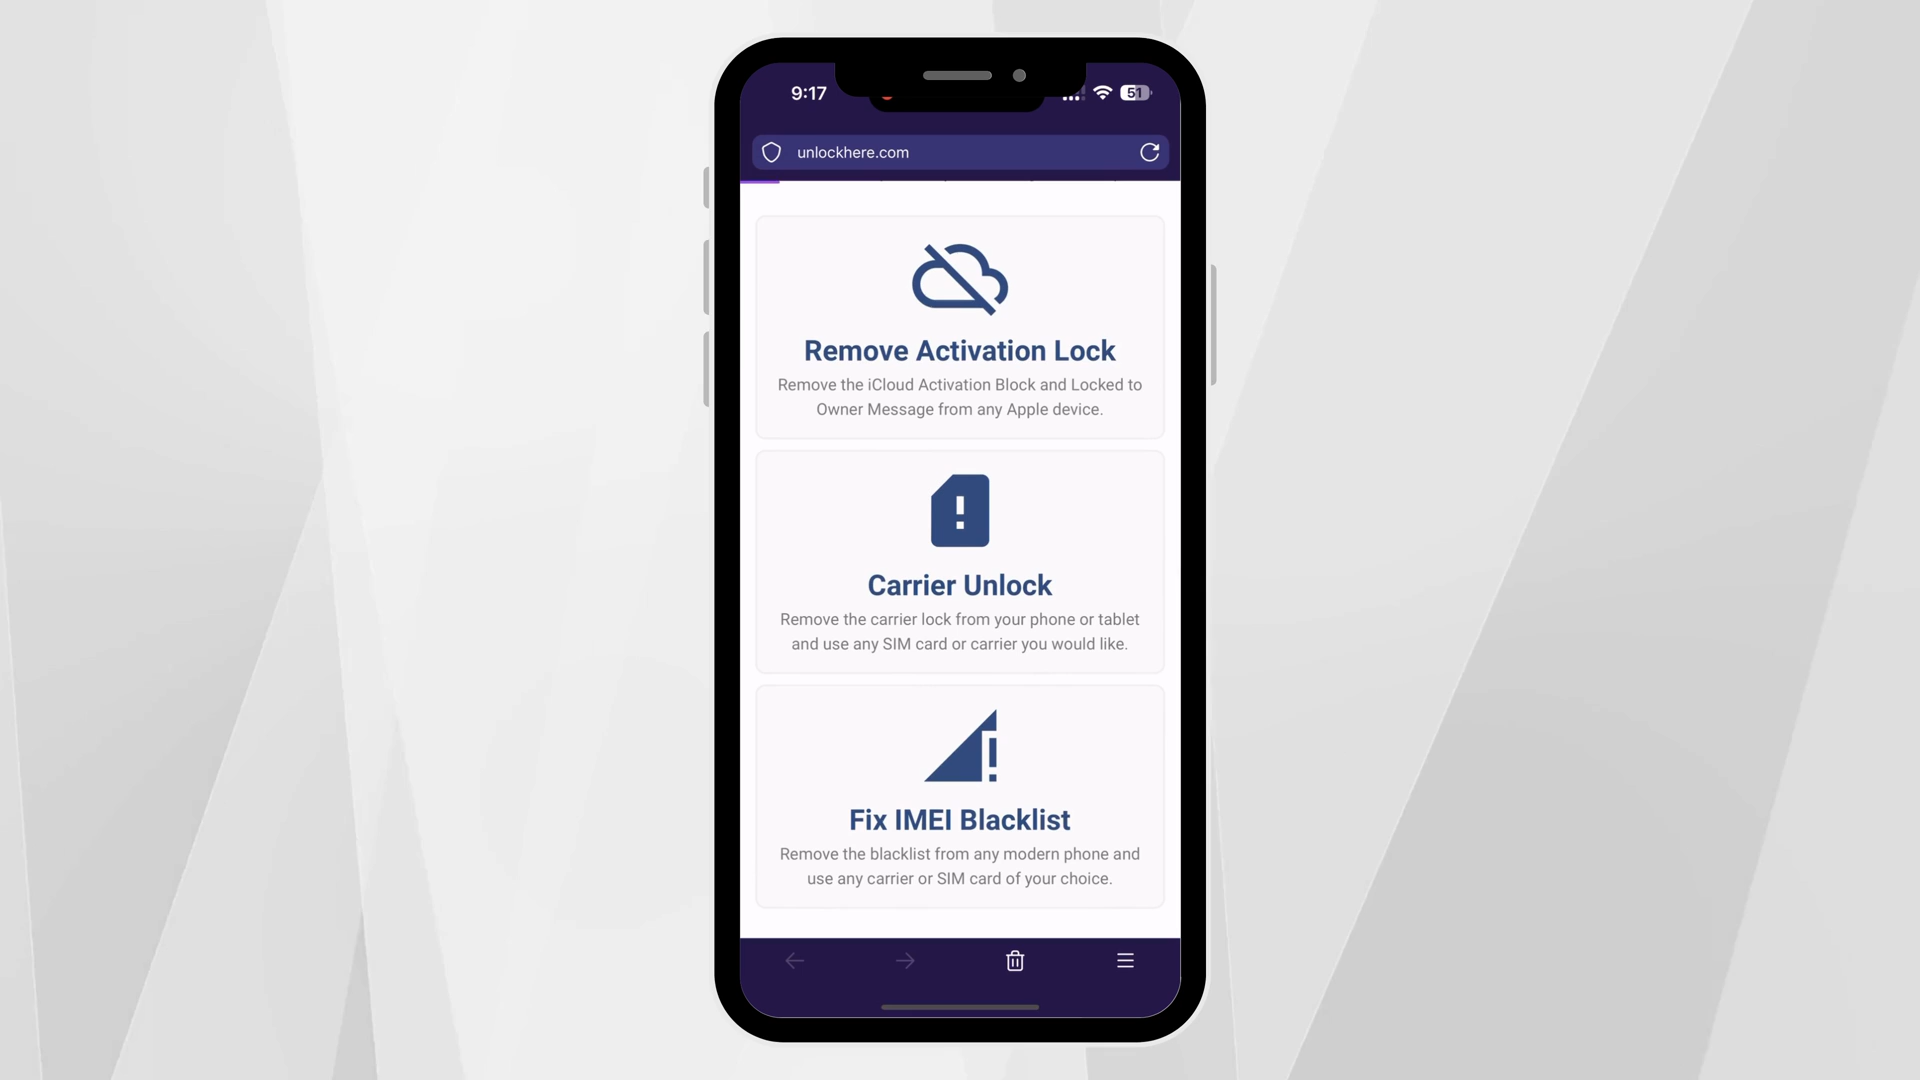 9:17
51
unlockhere.com
Remove Activation Lock
Remove the iCloud Activation Block and Locked to
Owner Message from any Apple device.
Carrier Unlock
Remove the carrier lock from your phone or tablet
and use any SIM card or carrier you would like.
Fix IMEI Blacklist
Remove the blacklist from any modern phone and
use any carrier or SIM card of your choice.